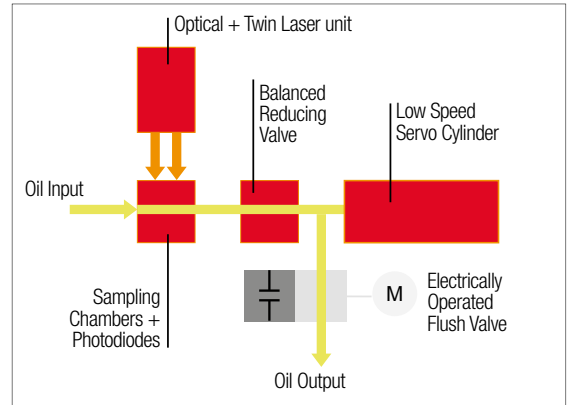 Optical + Twin Laser unit
Balanced
Reducing
Valve
Low Speed
Servo Cylinder
Oil Input
Sampling
Chambers +
Photodiodes
M
Electrically
Operated
Flush Valve
Oil Output